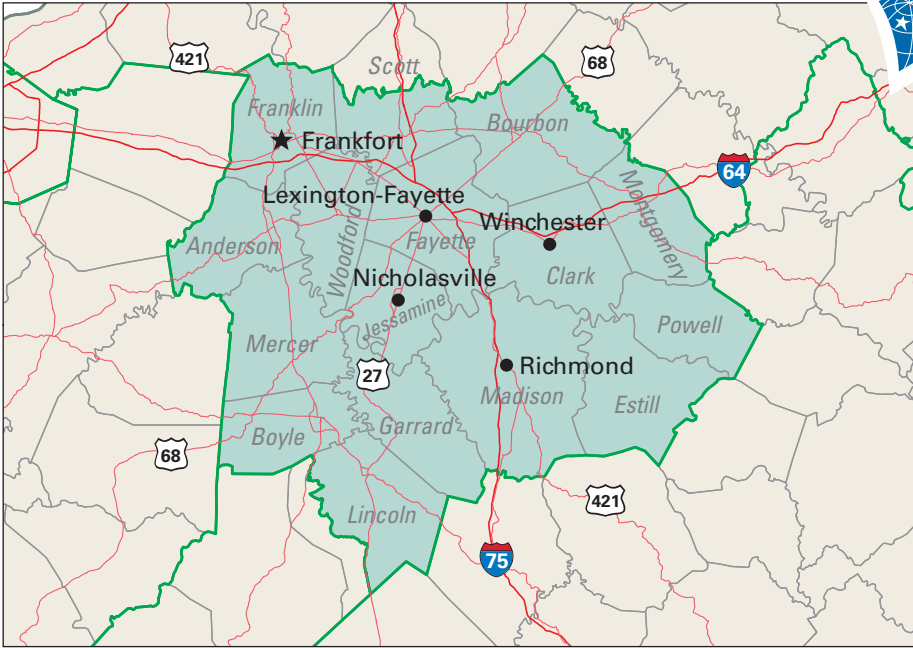 421
Scott
68
Franklin
Bourbon
Frankfort
64
Lexington-Fayette
Montgomery
Winchester
Woodford
Fayette
Anderson
Nicholasville
Clark
Jessamine
Powell
Mercer
Richmond
27
Madison
Estill
Garrard
Boyle
68
421
Lincoln
75